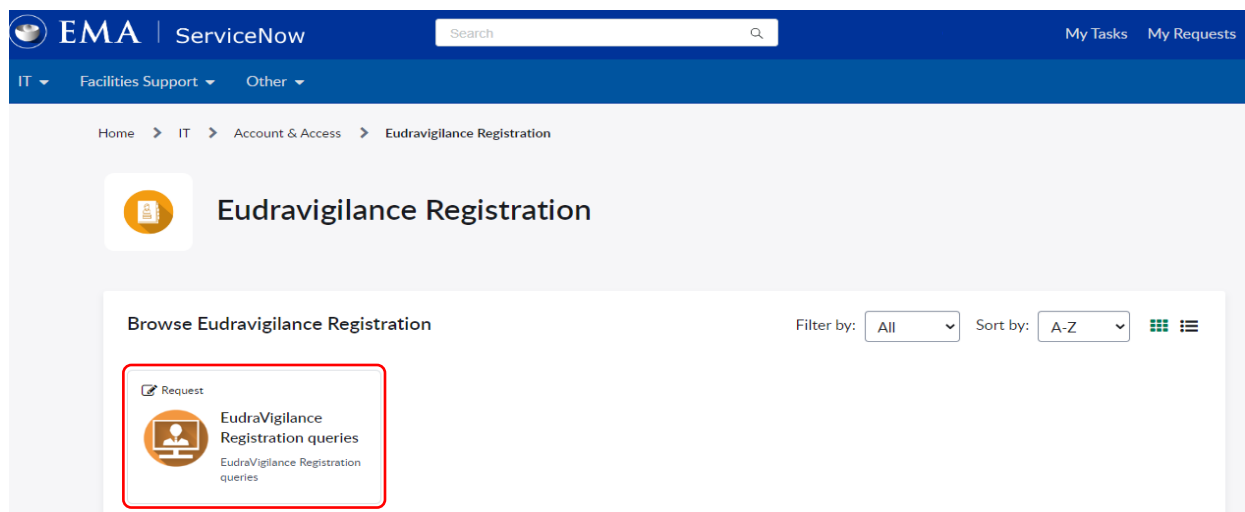 EMA ServiceNow Search My Tasks My Requests
IT Facilities Support Other
Home > IT > Account & Access > Eudravigilance Registration
Eudravigilance Registration
Browse Eudravigilance Registration Filter by: All Sort by: A-Z
Request
EudraVigilance
Registration queries
EudraVigilance Registration
queries